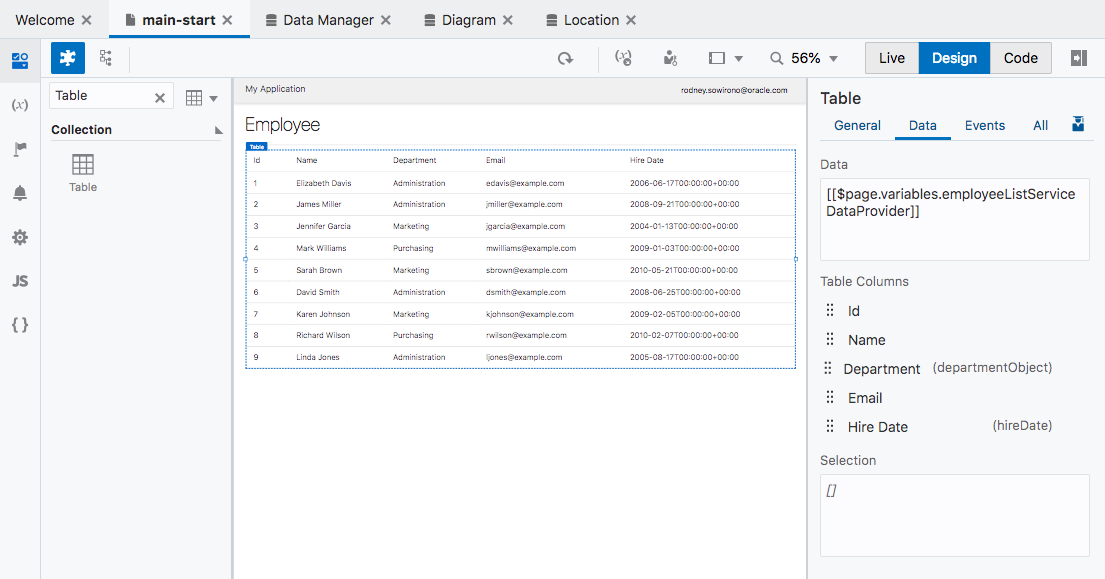 Welcome
main-start
Data Manager
Diagram
Location
56%
Live
Design
Code
(x)
JS
{ }
Table
Collection
Table
My Application
rodney.sowirono@oracle.com
Employee
Table
Id Name Department Email Hire Date
1 Elizabeth Davis Administration edavis@example.com 2006-06-17T00:00:00+00:00
2 James Miller Administration jmiller@example.com 2008-09-21T00:00:00+00:00
3 Jennifer Garcia Marketing jgarcia@example.com 2004-01-13T00:00:00+00:00
4 Mark Williams Purchasing mwilliams@example.com 2009-01-03T00:00:00+00:00
5 Sarah Brown Marketing sbrown@example.com 2010-05-21T00:00:00+00:00
6 David Smith Administration dsmith@example.com 2008-06-25T00:00:00+00:00
7 Karen Johnson Marketing kjohnson@example.com 2009-02-05T00:00:00+00:00
8 Richard Wilson Purchasing rwilson@example.com 2010-02-07T00:00:00+00:00
9 Linda Jones Administration ljones@example.com 2005-08-17T00:00:00+00:00
Table
General Data Events All
Data
[[$page.variables.employeeListService
DataProvider]]
Table Columns
Id
Name
Department (departmentObject)
Email
Hire Date (hireDate)
Selection
[]